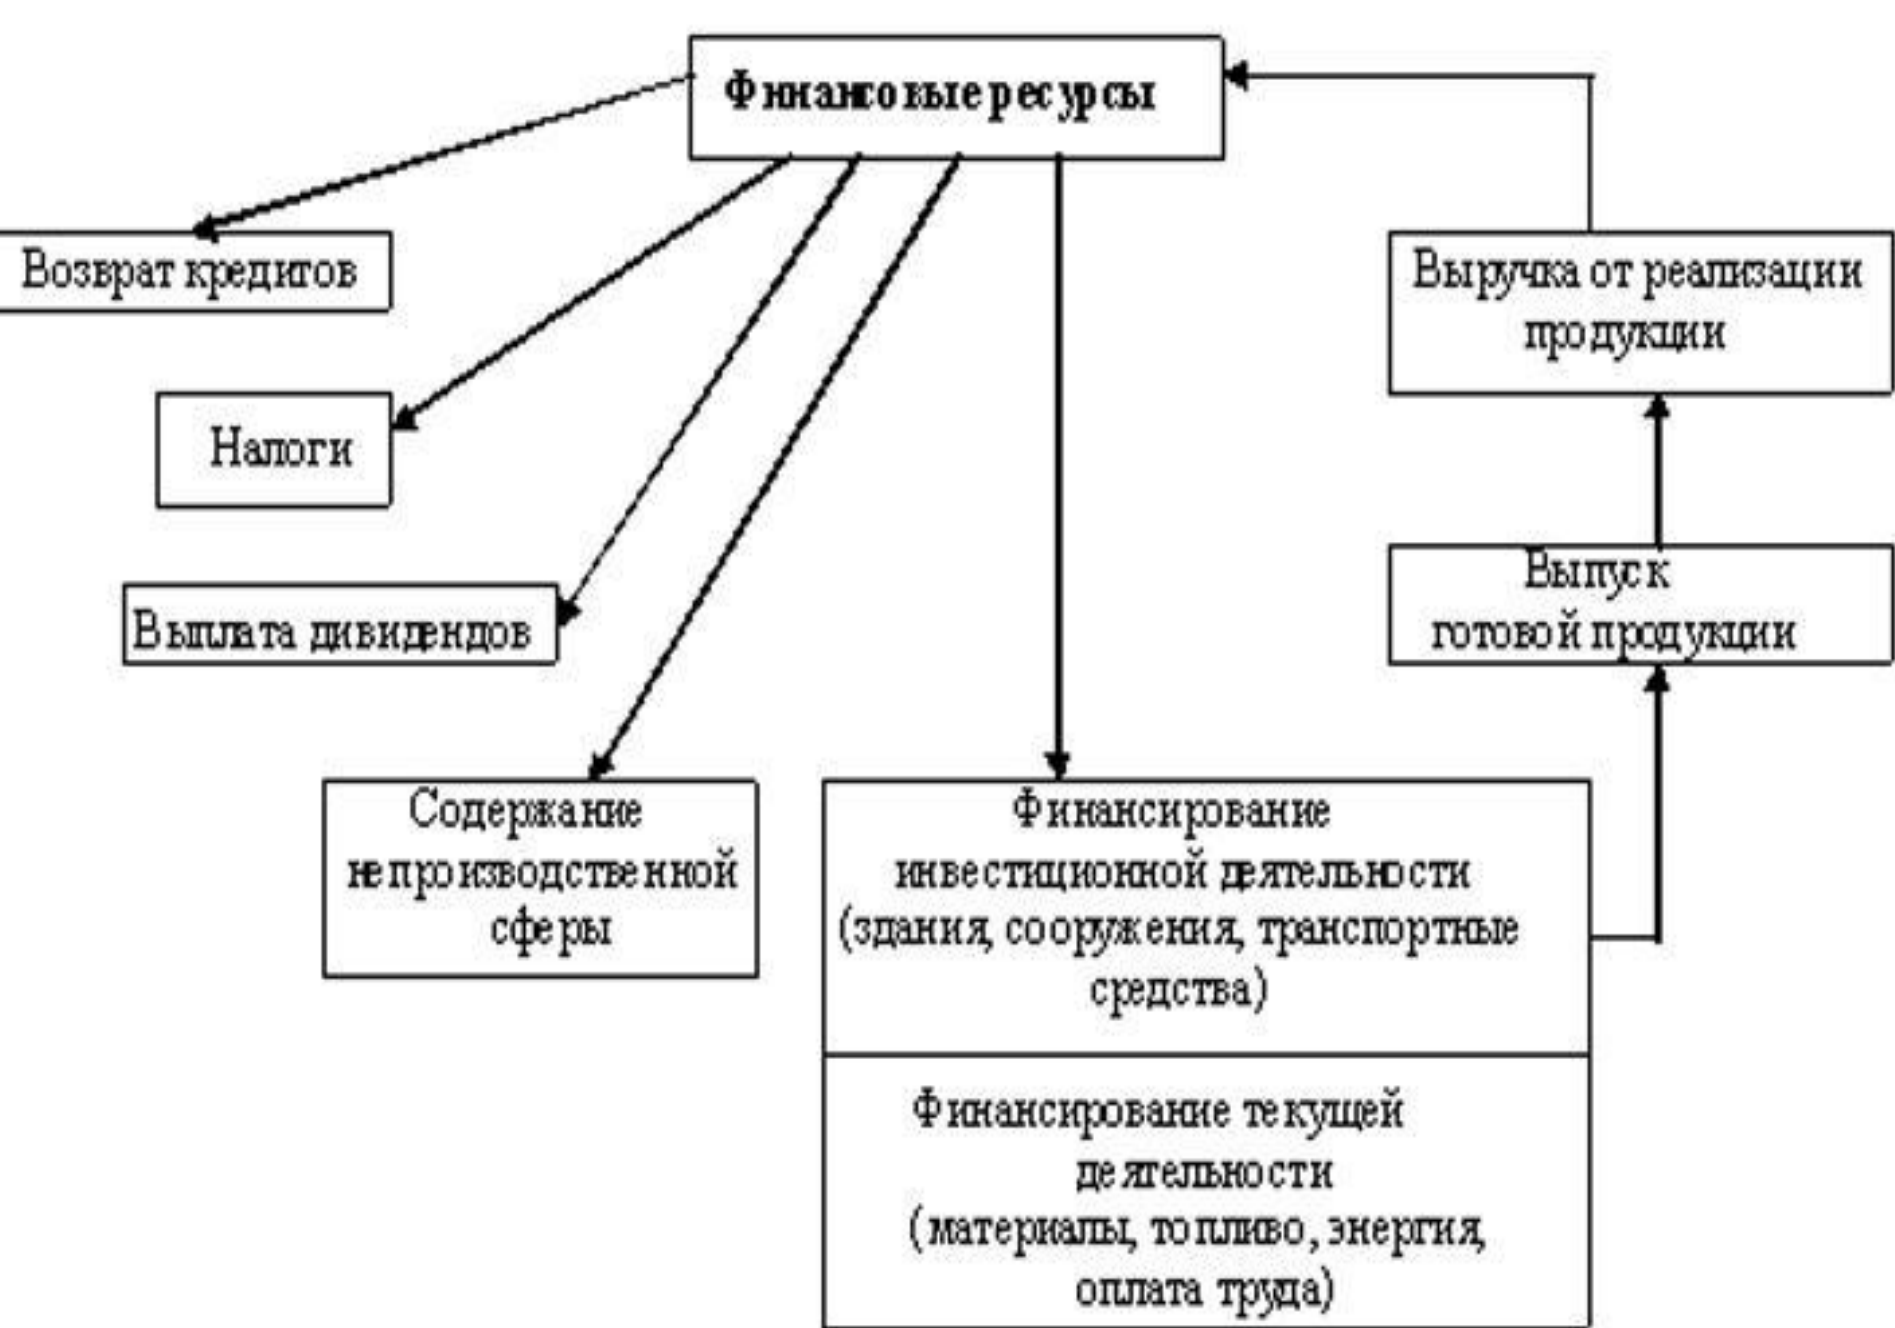 Финансовые ресурсы
Возврат кредитов
Выручка от реализации
продукции
Налоги
Выпуск
готовой продукции
Выплата дивидендов
Содержание
непроизводственной
сферы
Финансирование
инвестиционной деятельности
(здания, сооружения, транспортные
средства)
Финансирование текущей
деятельности
(материалы, топливо, энергия,
оплата труда)